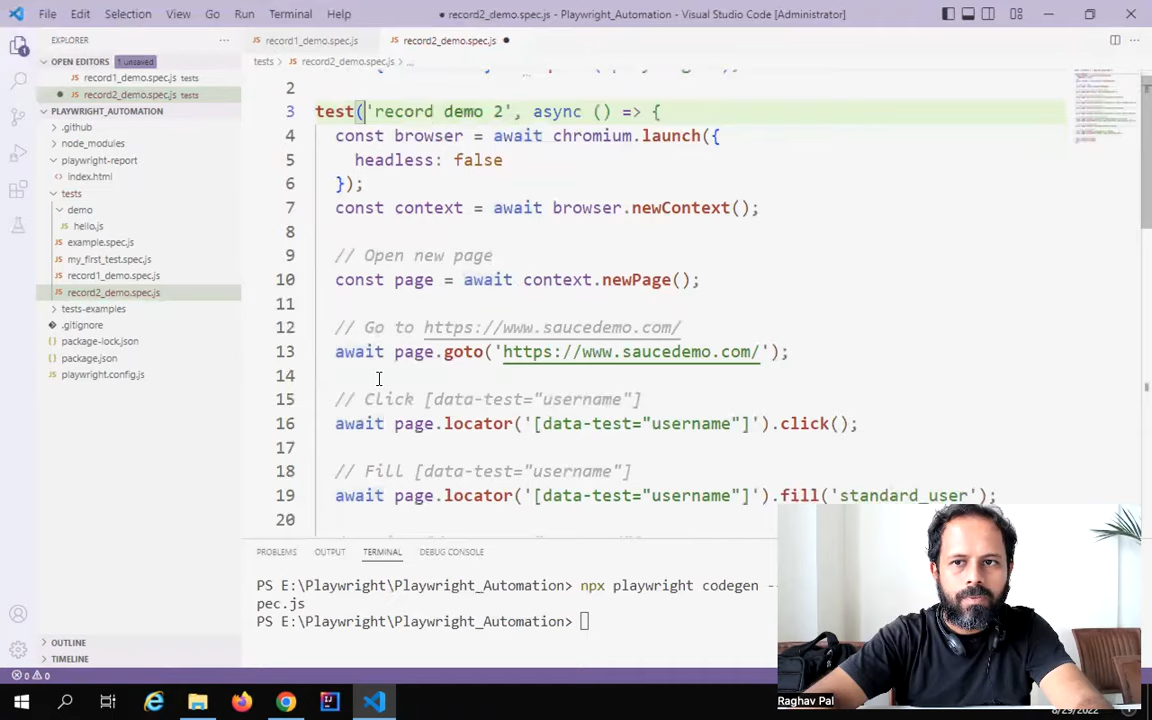 File Edit Selection View Go Run Terminal Help
record2_demo.spec.js - Playwright_Automation - Visual Studio Code [Administrator]
EXPLORER
record1_demo.spec.js
record2_demo.spec.js
OPEN EDITORS
1 unsaved
tests > record2_demo.spec.js > ...
record1_demo.spec.js tests
record2_demo.spec.js tests
PLAYWRIGHT_AUTOMATION
.github
node_modules
playwright-report
index.html
tests
demo
hello.js
example.spec.js
my_first_test.spec.js
record1_demo.spec.js
record2_demo.spec.js
tests-examples
.gitignore
package-lock.json
package.json
playwright.config.js
OUTLINE
TIMELINE
2
3 test('record demo 2', async () => {
4 const browser = await chromium.launch({
5 headless: false
6 });
7 const context = await browser.newContext();
8
9 // Open new page
10 const page = await context.newPage();
11
12 // Go to https://www.saucedemo.com/
13 await page.goto('https://www.saucedemo.com/');
14
15 // Click [data-test="username"]
16 await page.locator('[data-test="username"]').click();
17
18 // Fill [data-test="username"]
19 await page.locator('[data-test="username"]').fill('standard_user');
20
PROBLEMS OUTPUT TERMINAL DEBUG CONSOLE
PS E:\Playwright\Playwright_Automation> npx playwright codegen -
pec.js
PS E:\Playwright\Playwright_Automation>
0 0
Raghav Pal
8/29/2022